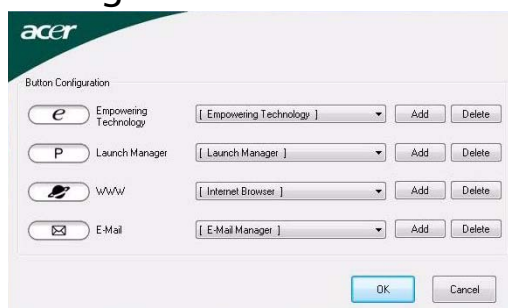 acer
Button Configuration
e Empowering Technology [ Empowering Technology ] Add Delete
P Launch Manager [ Launch Manager ] Add Delete
WWW [ Internet Browser ] Add Delete
E-Mail [ E-Mail Manager ] Add Delete
OK Cancel